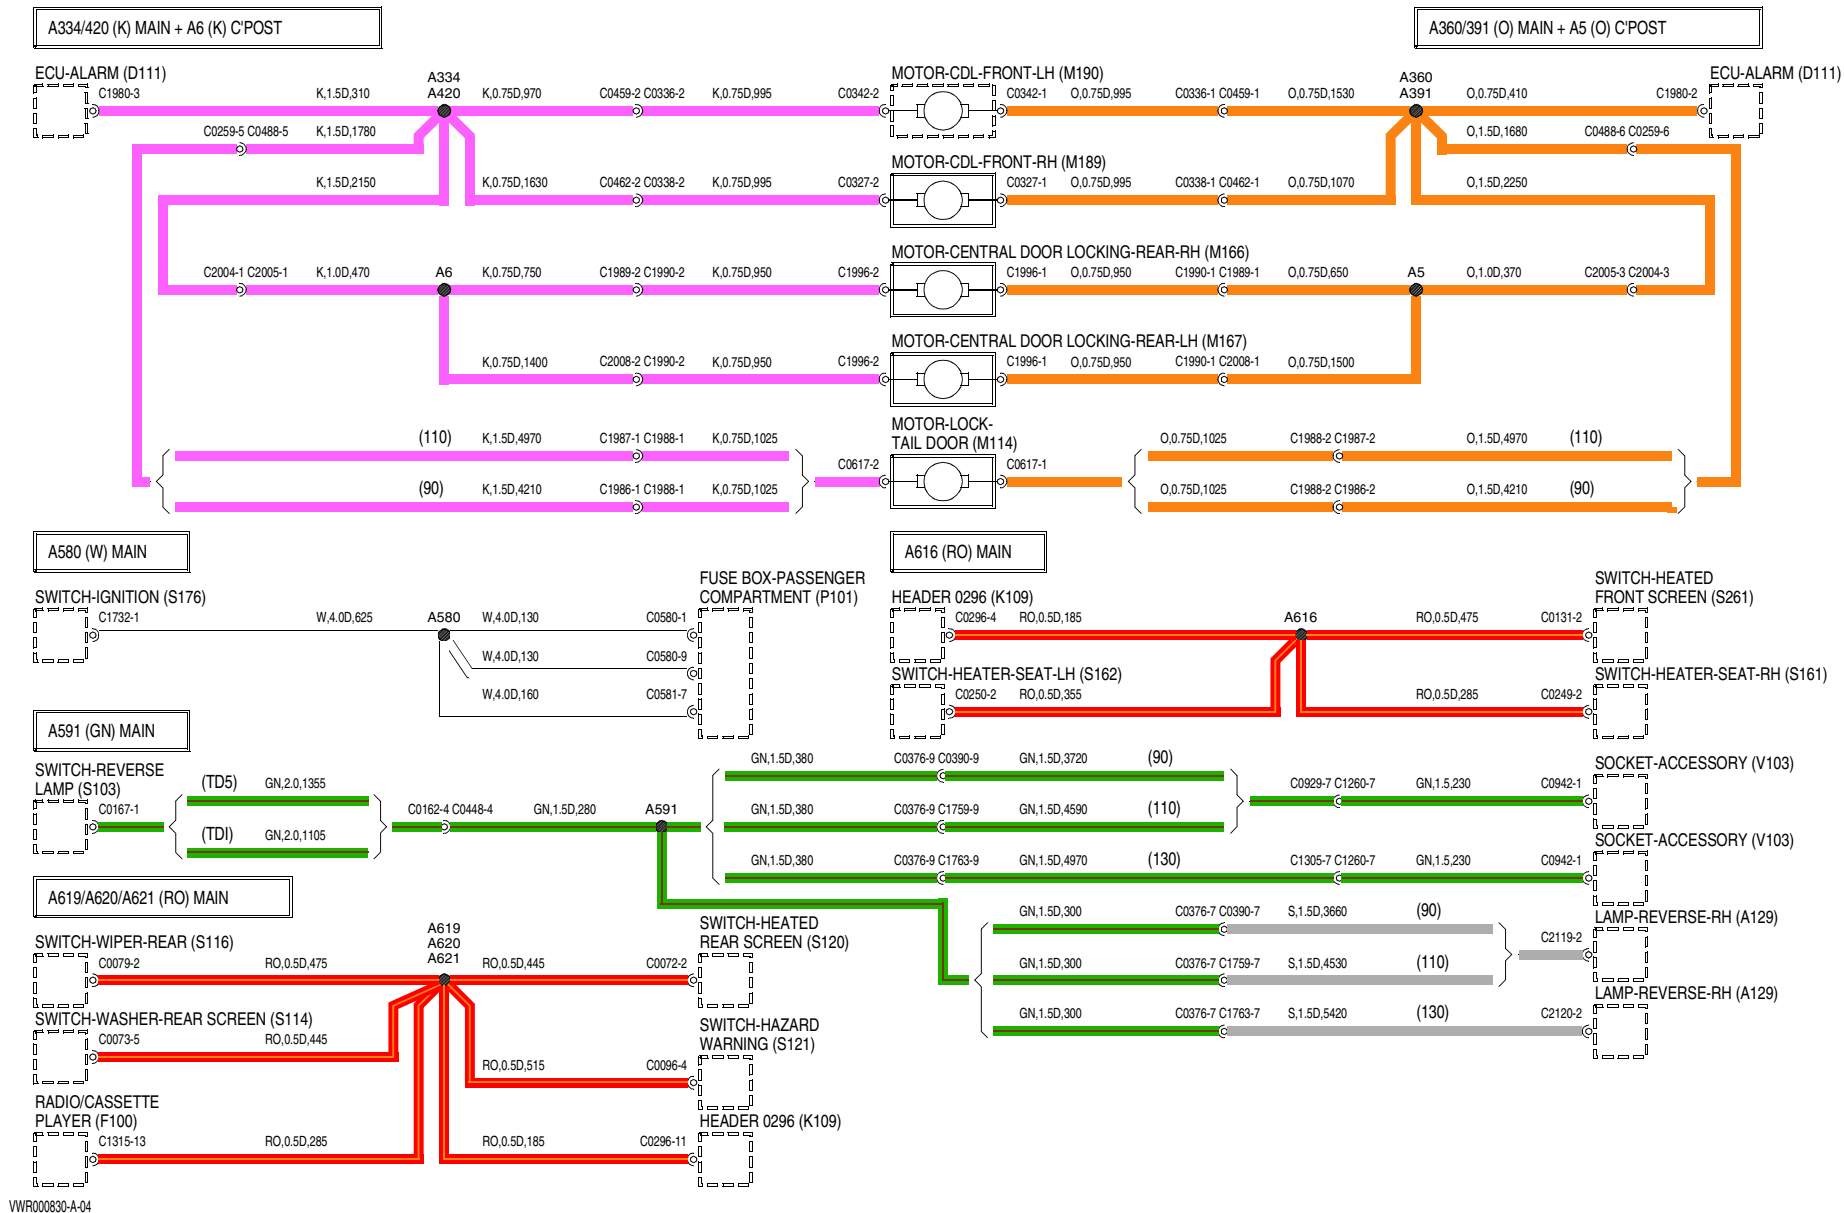 A334/420 (K) MAIN + A6 (K) C'POST
A360/391 (O) MAIN + A5 (O) C'POST
ECU-ALARM (D111)
C1980-3
K,1.5D,310
A334
A420
K,0.75D,970
C0459-2 C0336-2
K,0.75D,995
C0342-2
MOTOR-CDL-FRONT-LH (M190)
C0342-1
O,0.75D,995
C0336-1 C0459-1
O,0.75D,1530
A360
A391
O,0.75D,410
C1980-2
ECU-ALARM (D111)
C0259-5 C0488-5
K,1.5D,1780
O,1.5D,1680
C0488-6 C0259-6
MOTOR-CDL-FRONT-RH (M189)
K,1.5D,2150
K,0.75D,1630
C0462-2 C0338-2
K,0.75D,995
C0327-2
C0327-1
O,0.75D,995
C0338-1 C0462-1
O,0.75D,1070
O,1.5D,2250
MOTOR-CENTRAL DOOR LOCKING-REAR-RH (M166)
C2004-1 C2005-1
K,1.0D,470
A6
K,0.75D,750
C1989-2 C1990-2
K,0.75D,950
C1996-2
C1996-1
O,0.75D,950
C1990-1 C1989-1
O,0.75D,650
A5
O,1.0D,370
C2005-3 C2004-3
MOTOR-CENTRAL DOOR LOCKING-REAR-LH (M167)
K,0.75D,1400
C2008-2 C1990-2
K,0.75D,950
C1996-2
C1996-1
O,0.75D,950
C1990-1 C2008-1
O,0.75D,1500
MOTOR-LOCK-
TAIL DOOR (M114)
(110)
K,1.5D,4970
C1987-1 C1988-1
K,0.75D,1025
C0617-2
C0617-1
O,0.75D,1025
C1988-2 C1987-2
O,1.5D,4970
(110)
(90)
K,1.5D,4210
C1986-1 C1988-1
K,0.75D,1025
O,0.75D,1025
C1988-2 C1986-2
O,1.5D,4210
(90)
A580 (W) MAIN
SWITCH-IGNITION (S176)
C1732-1
W,4.0D,625
A580
W,4.0D,130
C0580-1
FUSE BOX-PASSENGER
COMPARTMENT (P101)
W,4.0D,130
C0580-9
W,4.0D,160
C0581-7
A616 (RO) MAIN
HEADER 0296 (K109)
C0296-4
RO,0.5D,185
A616
RO,0.5D,475
C0131-2
SWITCH-HEATED
FRONT SCREEN (S261)
SWITCH-HEATER-SEAT-LH (S162)
C0250-2
RO,0.5D,355
RO,0.5D,285
C0249-2
SWITCH-HEATER-SEAT-RH (S161)
A591 (GN) MAIN
SWITCH-REVERSE
LAMP (S103)
C0167-1
(TD5)
GN,2.0,1355
(TDI)
GN,2.0,1105
C0162-4 C0448-4
GN,1.5D,280
A591
GN,1.5D,380
C0376-9 C0390-9
GN,1.5D,3720
(90)
GN,1.5D,380
C0376-9 C1759-9
GN,1.5D,4590
(110)
C0929-7 C1260-7
GN,1.5,230
C0942-1
SOCKET-ACCESSORY (V103)
GN,1.5D,380
C0376-9 C1763-9
GN,1.5D,4970
(130)
C1305-7 C1260-7
GN,1.5,230
C0942-1
SOCKET-ACCESSORY (V103)
GN,1.5D,300
C0376-7 C0390-7
S,1.5D,3660
(90)
GN,1.5D,300
C0376-7 C1759-7
S,1.5D,4530
(110)
C2119-2
LAMP-REVERSE-RH (A129)
GN,1.5D,300
C0376-7 C1763-7
S,1.5D,5420
(130)
C2120-2
LAMP-REVERSE-RH (A129)
A619/A620/A621 (RO) MAIN
SWITCH-WIPER-REAR (S116)
C0079-2
RO,0.5D,475
A619
A620
A621
RO,0.5D,445
C0072-2
SWITCH-HEATED
REAR SCREEN (S120)
SWITCH-WASHER-REAR SCREEN (S114)
C0073-5
RO,0.5D,445
SWITCH-HAZARD
WARNING (S121)
RO,0.5D,515
C0096-4
RADIO/CASSETTE
PLAYER (F100)
C1315-13
RO,0.5D,285
RO,0.5D,185
C0296-11
HEADER 0296 (K109)
VWR000830-A-04